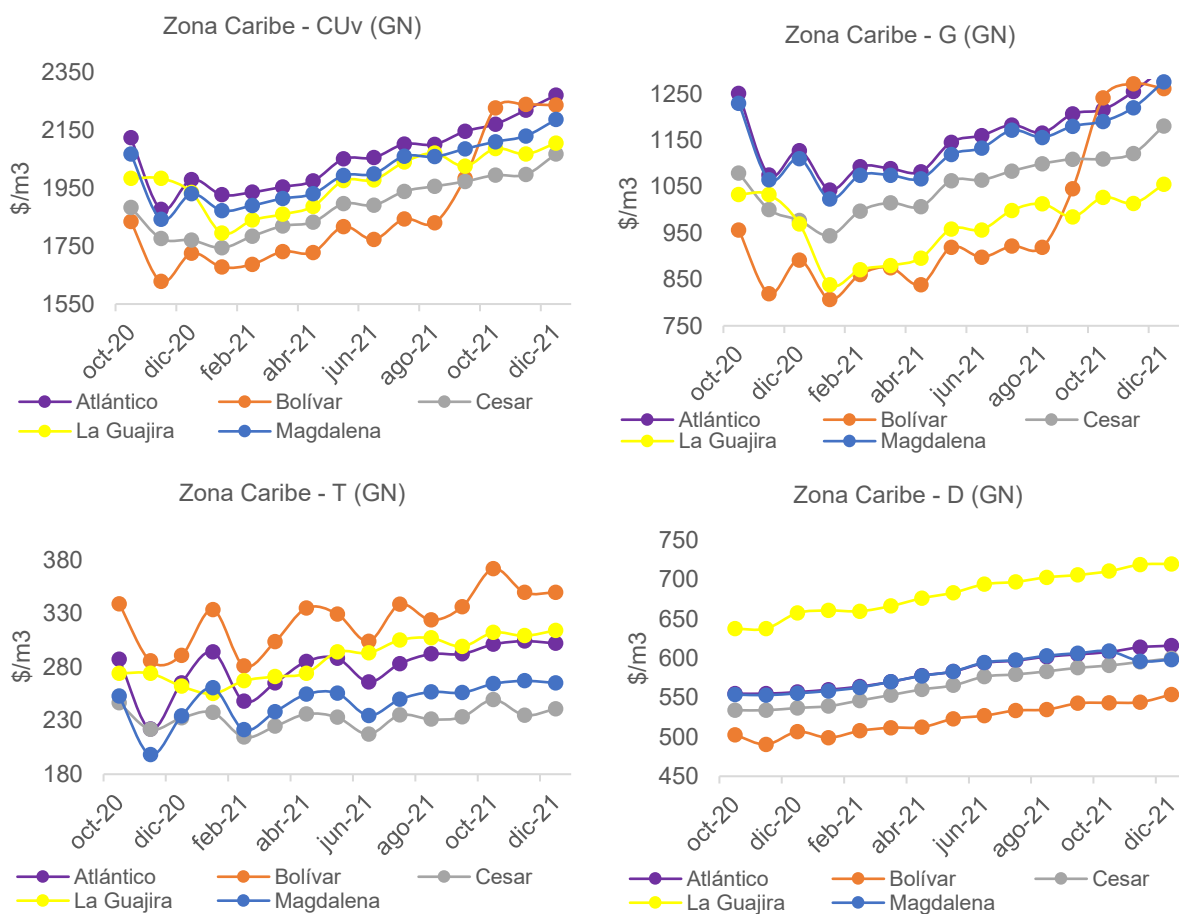 Zona Caribe - CUv (GN)
2350
2150
1950
1750
1550
$/m3
oct-20 dic-20 feb-21 abr-21 jun-21 ago-21 oct-21 dic-21
Atlántico Bolívar Cesar
La Guajira Magdalena
Zona Caribe - G (GN)
1250
1150
1050
950
850
750
$/m3
oct-20 dic-20 feb-21 abr-21 jun-21 ago-21 oct-21 dic-21
Atlántico Bolívar Cesar
La Guajira Magdalena
Zona Caribe - T (GN)
380
330
280
230
180
$/m3
oct-20 dic-20 feb-21 abr-21 jun-21 ago-21 oct-21 dic-21
Atlántico Bolívar Cesar
La Guajira Magdalena
Zona Caribe - D (GN)
750
700
650
600
550
500
450
$/m3
oct-20 dic-20 feb-21 abr-21 jun-21 ago-21 oct-21 dic-21
Atlántico Bolívar Cesar
La Guajira Magdalena